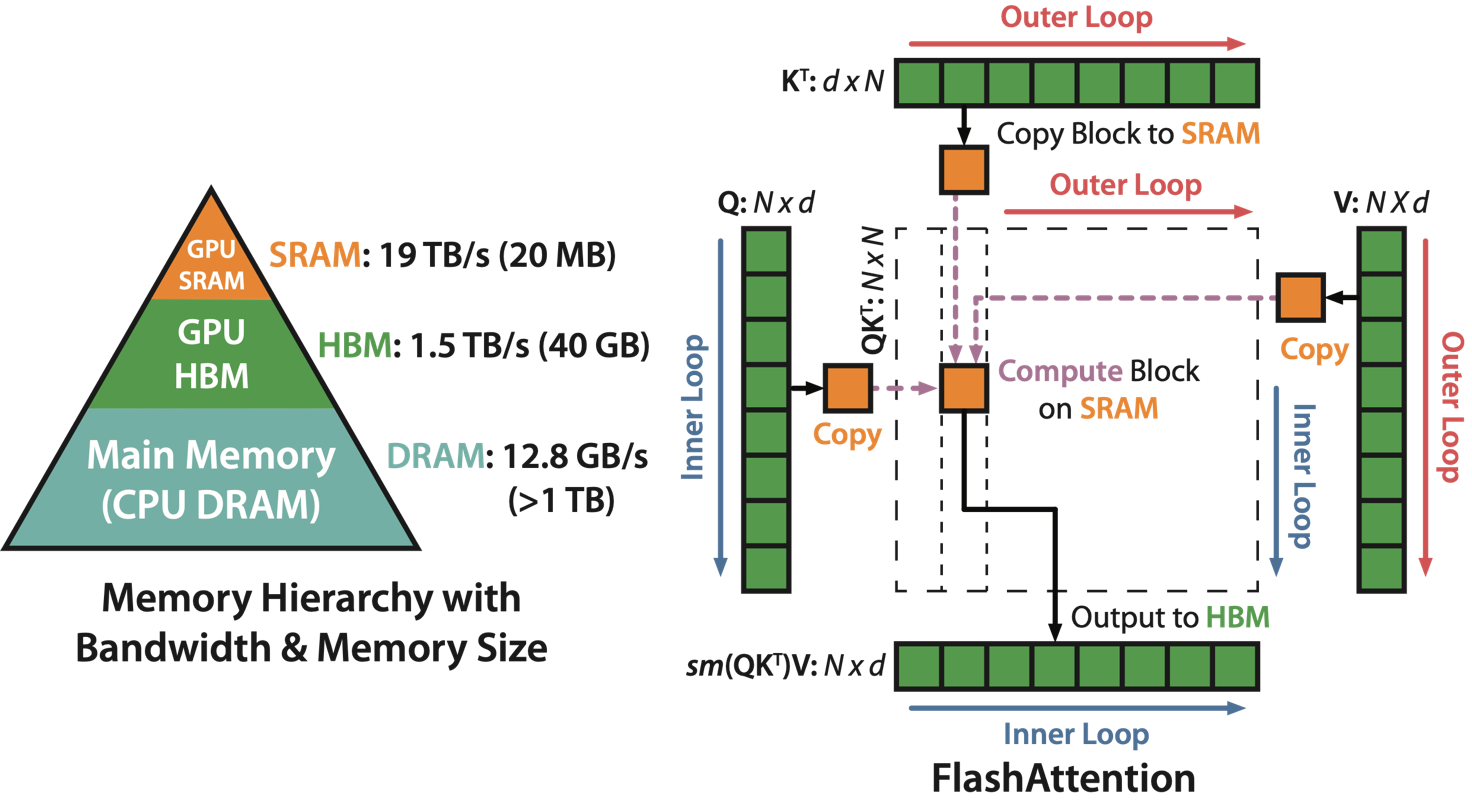 GPU
SRAM
SRAM: 19 TB/s (20 MB)
GPU
HBM
HBM: 1.5 TB/s (40 GB)
Main Memory
(CPU DRAM)
DRAM: 12.8 GB/s
(>1 TB)
Memory Hierarchy with
Bandwidth & Memory Size
Outer Loop
Kᵀ: d x N
Copy Block to SRAM
Outer Loop
Q: N x d
V: N X d
QKᵀ: N x N
Inner Loop
Copy
Compute Block
on SRAM
Copy
Inner Loop
Outer Loop
Output to HBM
sm(QKᵀ)V: N x d
Inner Loop
FlashAttention